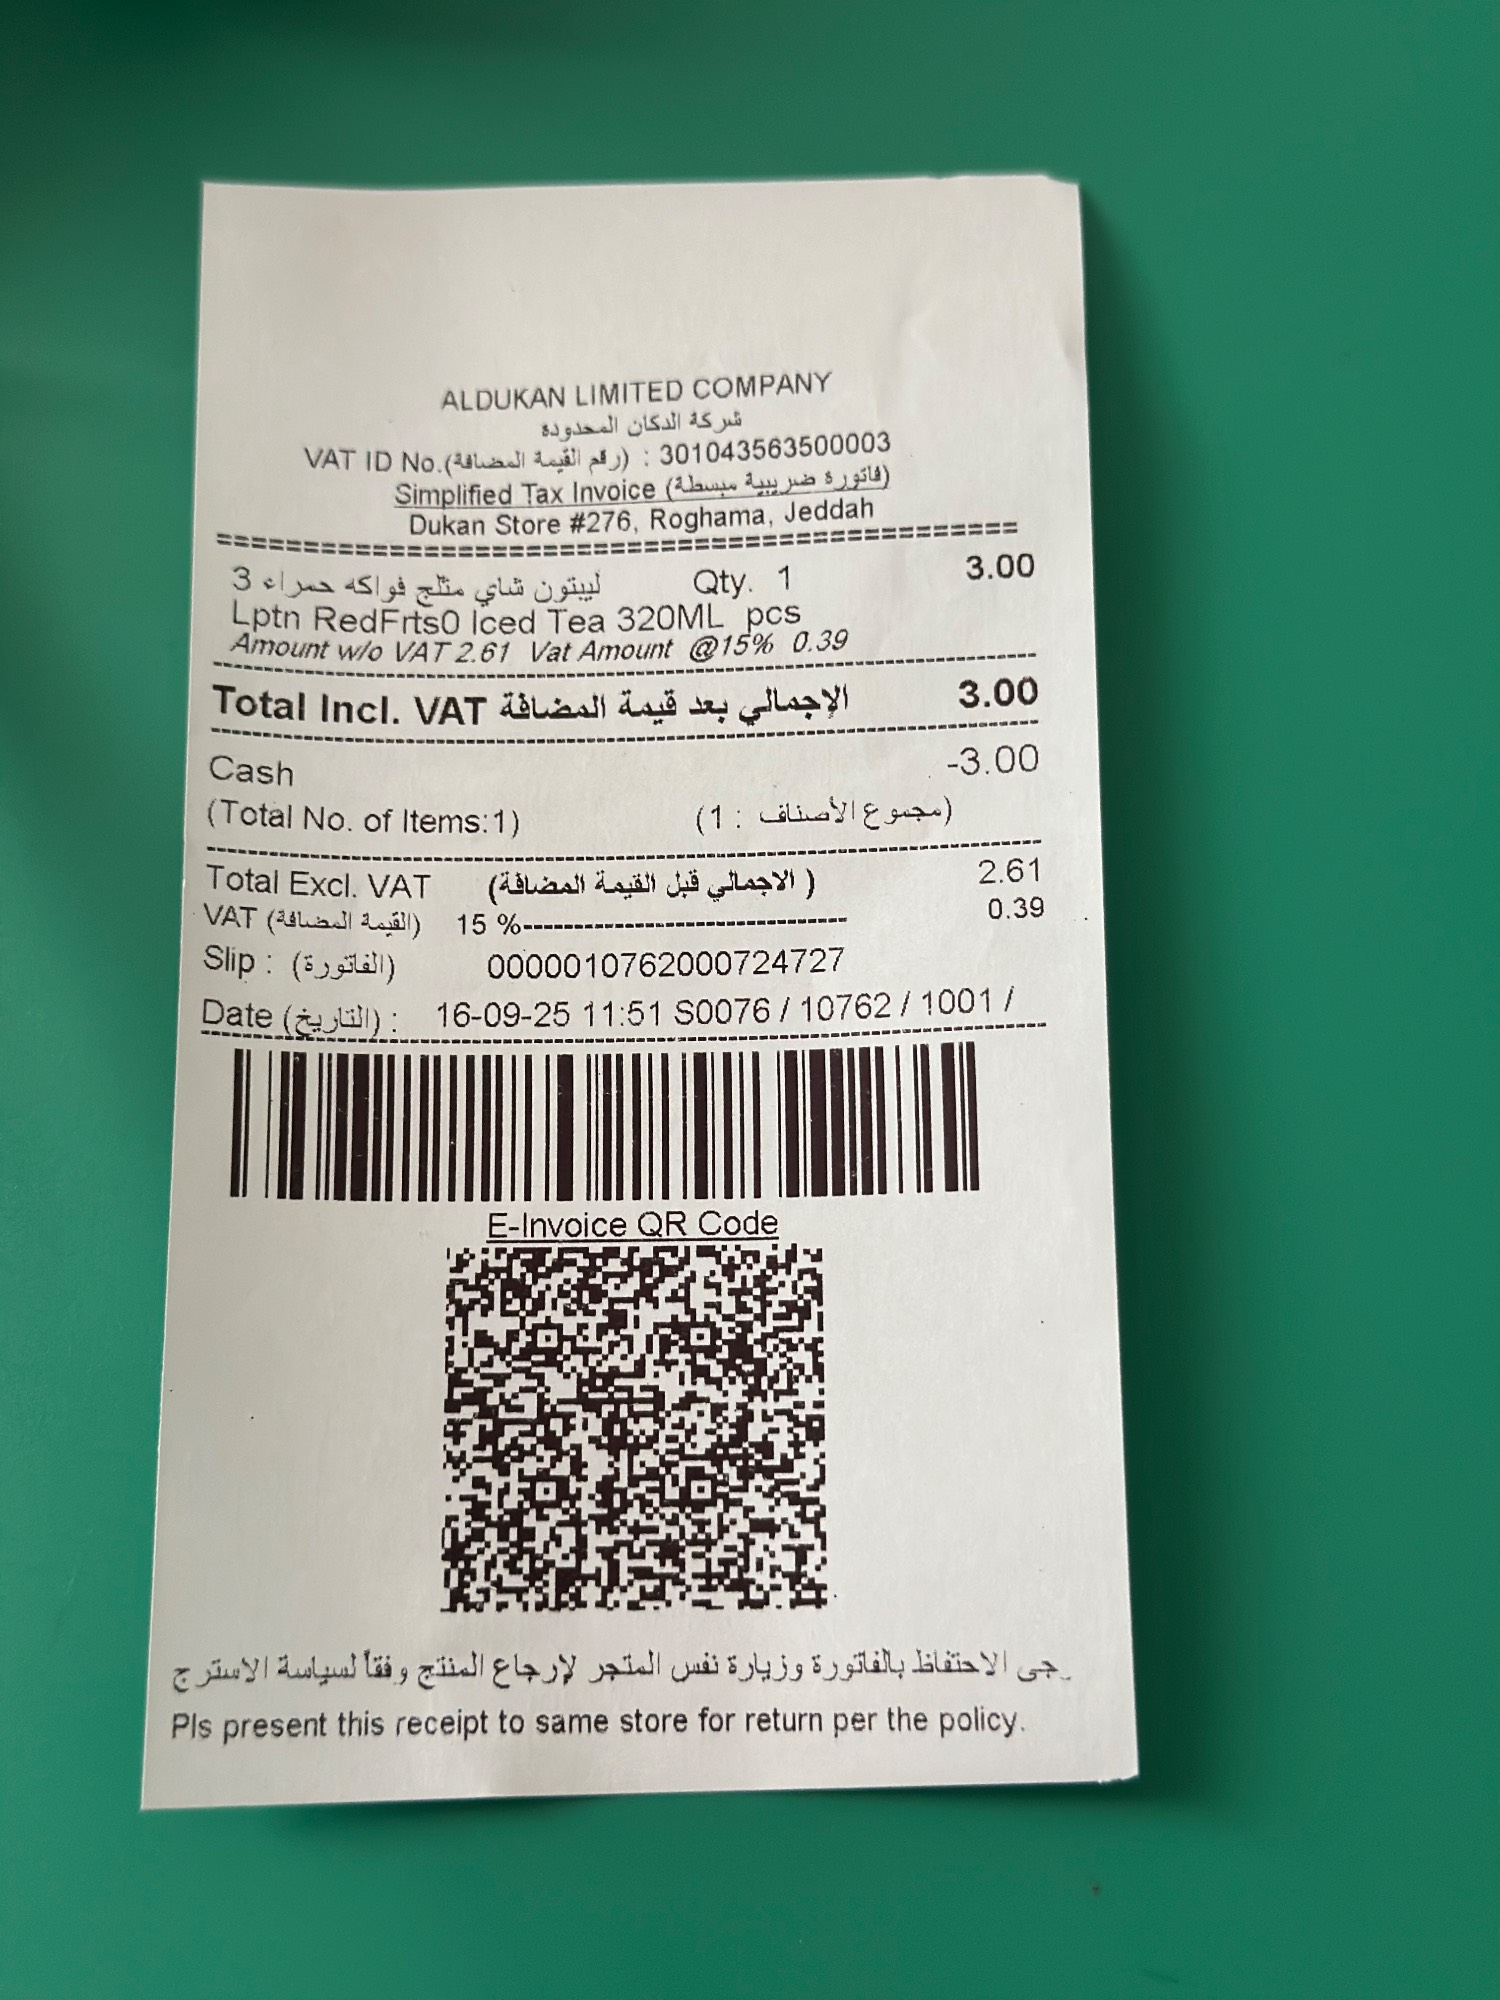 ALDUKAN LIMITED COMPANY
شركة الدكان المحدوده
VAT ID No.(رقم القيمة المضافة) : 301043563500003
Simplified Tax Invoice (فاتورة ضريبية مبسطة)
Dukan Store #276, Roghama, Jeddah
ليبتون شاي مثلج فواكه حمراء 3 Qty. 1 3.00
Lptn RedFrts0 Iced Tea 320ML pcs
Amount w/o VAT 2.61 Vat Amount @15% 0.39
Total Incl. VAT الإجمالي بعد قيمة المضافة 3.00
Cash -3.00
(Total No. of Items:1) (مجموع الأصناف : 1)
Total Excl. VAT (الاجمالي قبل القيمة المضافة) 2.61
VAT (القيمة المضافة) 15 % 0.39
Slip : (الفاتورة) 0000010762000724727
Date (التاريخ) : 16-09-25 11:51 S0076 / 10762 / 1001 /
E-Invoice QR Code
رجى الاحتفاظ بالفاتورة وزيارة نفس المتجر لإرجاع المنتج وفقاً لسياسة الاسترج
Pls present this receipt to same store for return per the policy.